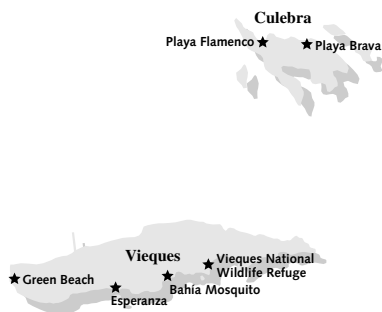 Culebra
Playa Flamenco
Playa Brava
Vieques
Vieques National
Wildlife Refuge
Green Beach
Bahía Mosquito
Esperanza